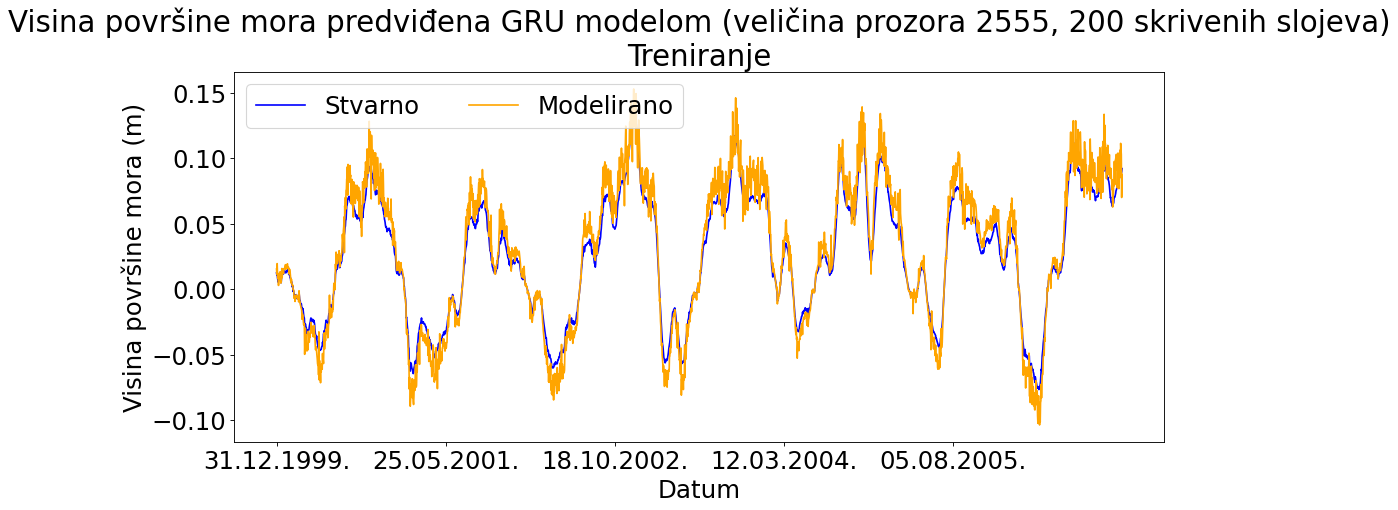 Visina površine mora predviđena GRU modelom (veličina prozora 2555, 200 skrivenih slojeva)
Treniranje
Stvarno
Modelirano
Visina površine mora (m)
0.15
0.10
0.05
0.00
−0.05
−0.10
31.12.1999.
25.05.2001.
18.10.2002.
12.03.2004.
05.08.2005.
Datum